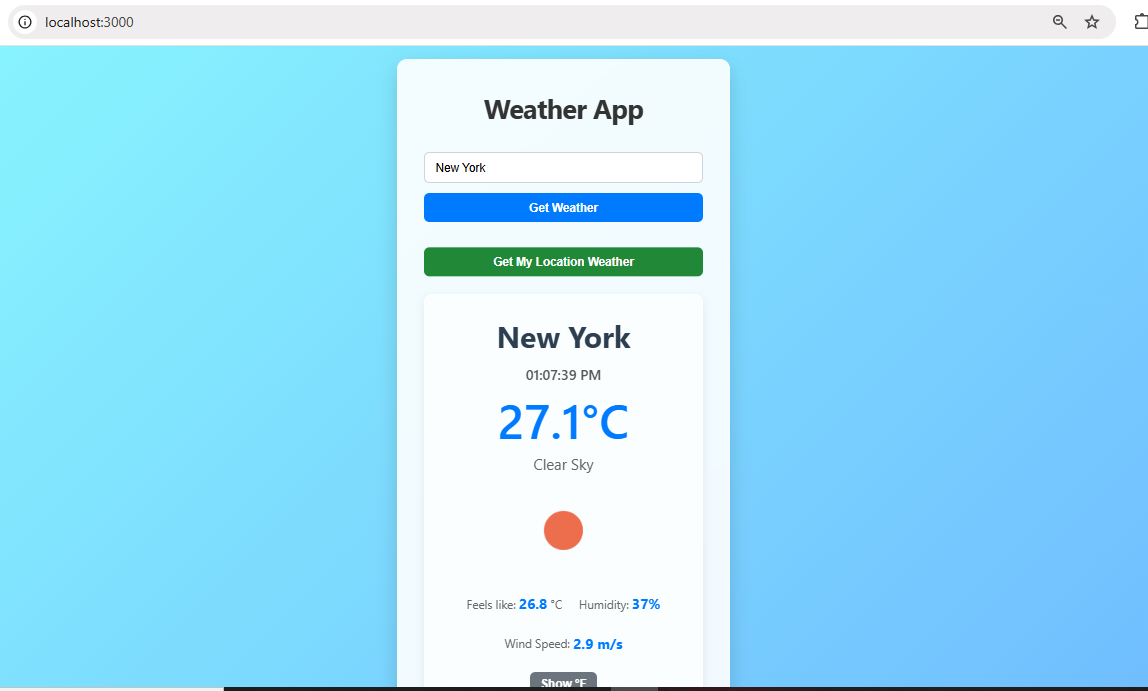 localhost:3000
Weather App
New York
Get Weather
Get My Location Weather
New York
01:07:39 PM
27.1°C
Clear Sky
Feels like: 26.8 °C Humidity: 37%
Wind Speed: 2.9 m/s
Show °F